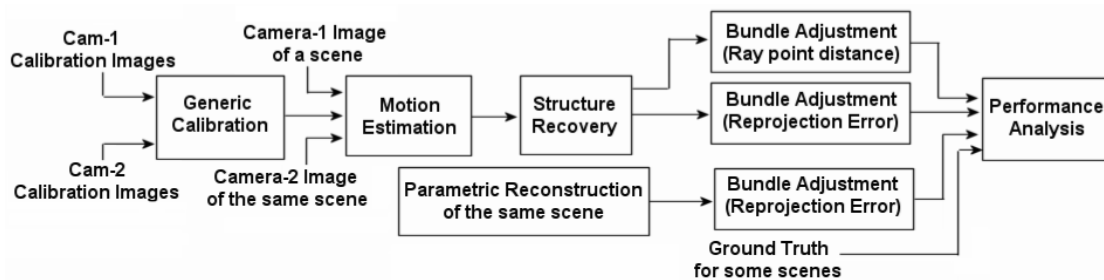 Cam-1
Calibration Images
Cam-2
Calibration Images
Generic
Calibration
Camera-1 Image
of a scene
Camera-2 Image
of the same scene
Motion
Estimation
Structure
Recovery
Parametric Reconstruction
of the same scene
Bundle Adjustment
(Ray point distance)
Bundle Adjustment
(Reprojection Error)
Bundle Adjustment
(Reprojection Error)
Ground Truth
for some scenes
Performance
Analysis